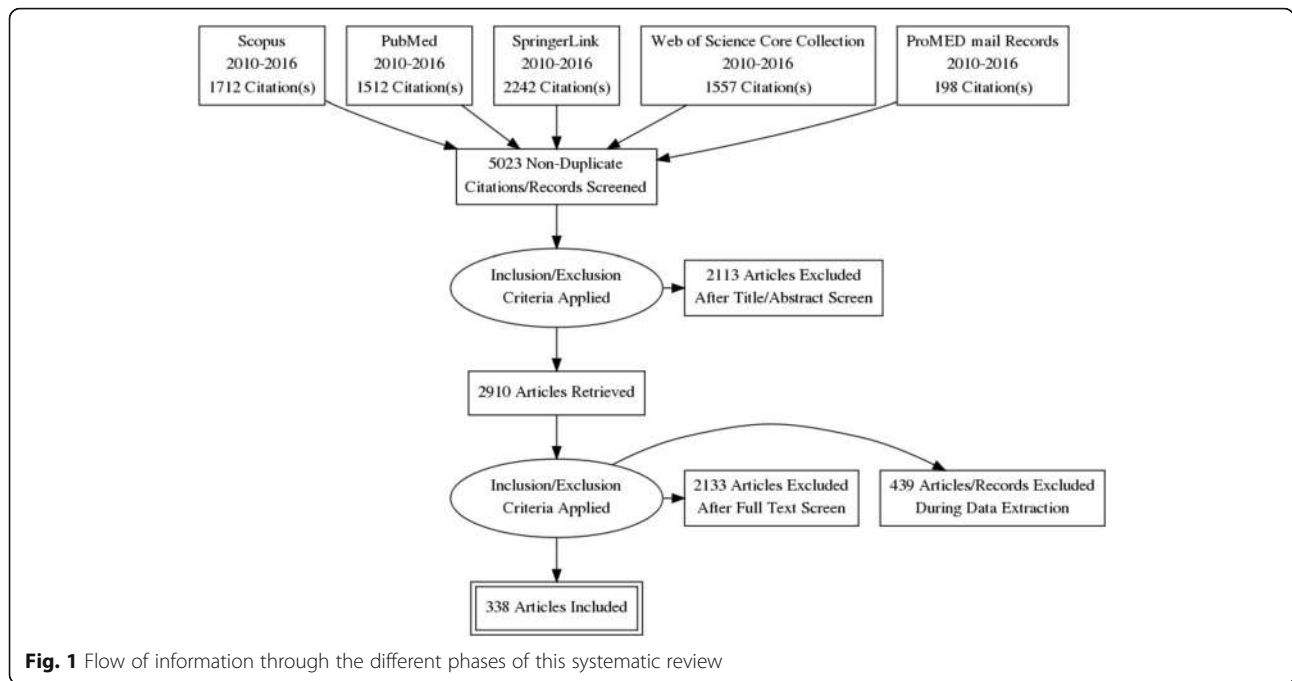 Scopus
2010-2016
1712 Citation(s)
PubMed
2010-2016
1512 Citation(s)
SpringerLink
2010-2016
2242 Citation(s)
Web of Science Core Collection
2010-2016
1557 Citation(s)
ProMED mail Records
2010-2016
198 Citation(s)
5023 Non-Duplicate
Citations/Records Screened
Inclusion/Exclusion
Criteria Applied
2113 Articles Excluded
After Title/Abstract Screen
2910 Articles Retrieved
Inclusion/Exclusion
Criteria Applied
2133 Articles Excluded
After Full Text Screen
439 Articles/Records Excluded
During Data Extraction
338 Articles Included
Fig. 1 Flow of information through the different phases of this systematic review